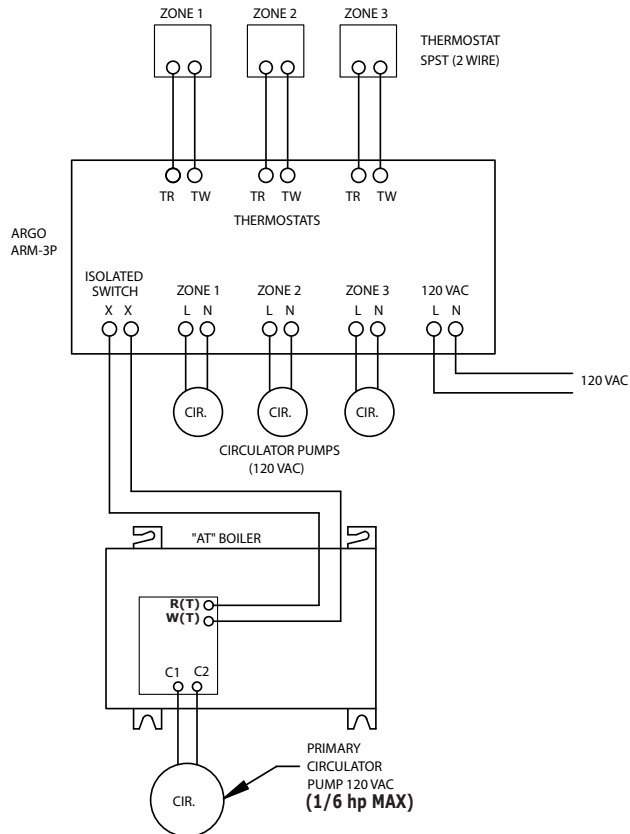 ZONE 1 ZONE 2 ZONE 3
THERMOSTAT
SPST (2 WIRE)
TR TW TR TW TR TW
THERMOSTATS
ARGO
ARM-3P
ISOLATED
SWITCH
ZONE 1 ZONE 2 ZONE 3 120 VAC
X X L N L N L N L N
120 VAC
CIR. CIR. CIR.
CIRCULATOR PUMPS
(120 VAC)
"AT" BOILER
R(T)
W(T)
C1 C2
PRIMARY
CIRCULATOR
PUMP 120 VAC
(1/6 hp MAX)
CIR.